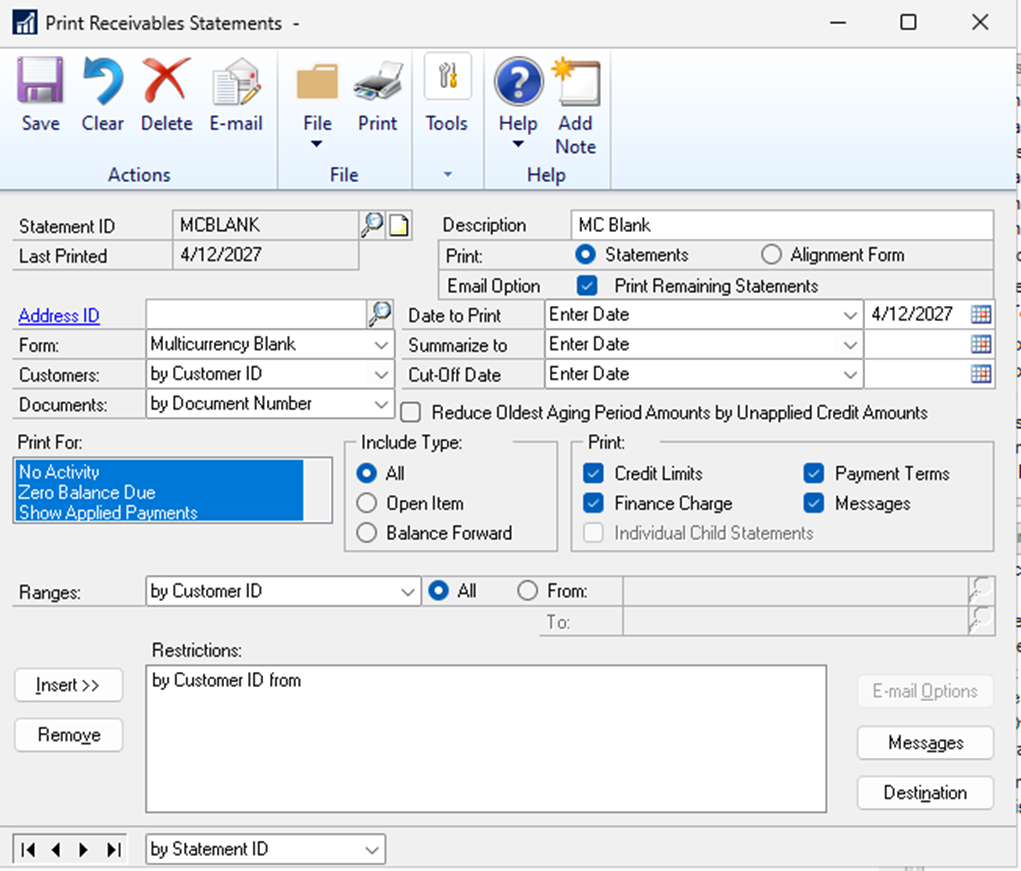 Print Receivables Statements -
Save Clear Delete E-mail File Print Tools Help Add Note
Actions File Help
Statement ID MCBLANK Description MC Blank
Last Printed 4/12/2027 Print: Statements Alignment Form
Email Option Print Remaining Statements
Address ID Date to Print Enter Date 4/12/2027
Form: Multicurrency Blank Summarize to Enter Date
Customers: by Customer ID Cut-Off Date Enter Date
Documents: by Document Number Reduce Oldest Aging Period Amounts by Unapplied Credit Amounts
Print For: Include Type: Print:
No Activity All Credit Limits Payment Terms
Zero Balance Due Open Item Finance Charge Messages
Show Applied Payments Balance Forward Individual Child Statements
Ranges: by Customer ID All From:
To:
Restrictions:
Insert >> by Customer ID from E-mail Options
Remove Messages
Destination
by Statement ID